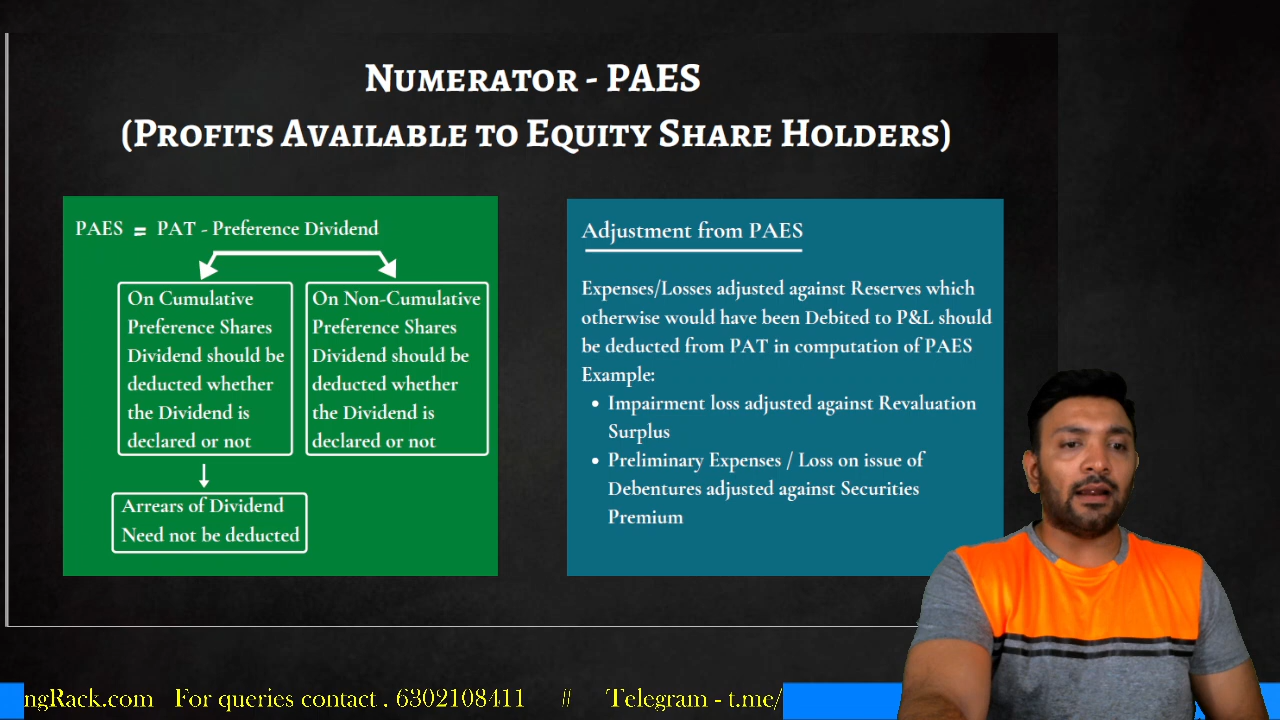 Numerator - PAES
(Profits Available to Equity Share Holders)
PAES = PAT - Preference Dividend
On Cumulative
Preference Shares
Dividend should be
deducted whether
the Dividend is
declared or not
On Non-Cumulative
Preference Shares
Dividend should be
deducted whether
the Dividend is
declared or not
Arrears of Dividend
Need not be deducted
Adjustment from PAES
Expenses/Losses adjusted against Reserves which
otherwise would have been Debited to P&L should
be deducted from PAT in computation of PAES
Example:
• Impairment loss adjusted against Revaluation
Surplus
• Preliminary Expenses / Loss on issue of
Debentures adjusted against Securities
Premium
ngRack.com For queries contact . 6302108411 # Telegram - t.me/